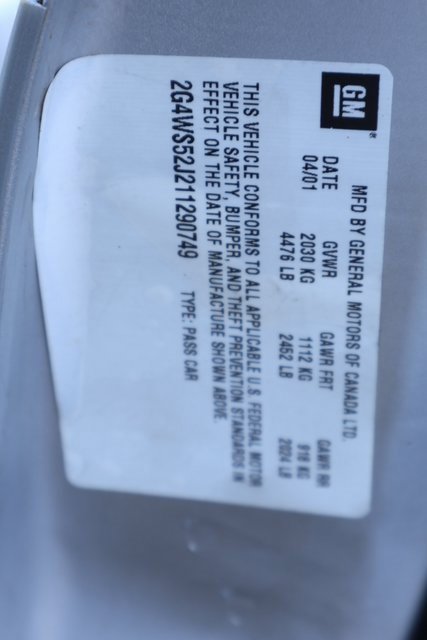 GM®
MFD BY GENERAL MOTORS OF CANADA LTD.
DATE GVWR GAWR FRT GAWR RR
04/01 2030 KG 1112 KG 918 KG
4476 LB 2452 LB 2024 LB
THIS VEHICLE CONFORMS TO ALL APPLICABLE U.S. FEDERAL MOTOR
VEHICLE SAFETY, BUMPER, AND THEFT PREVENTION STANDARDS IN
EFFECT ON THE DATE OF MANUFACTURE SHOWN ABOVE.
2G4WS52J211290749 TYPE: PASS CAR